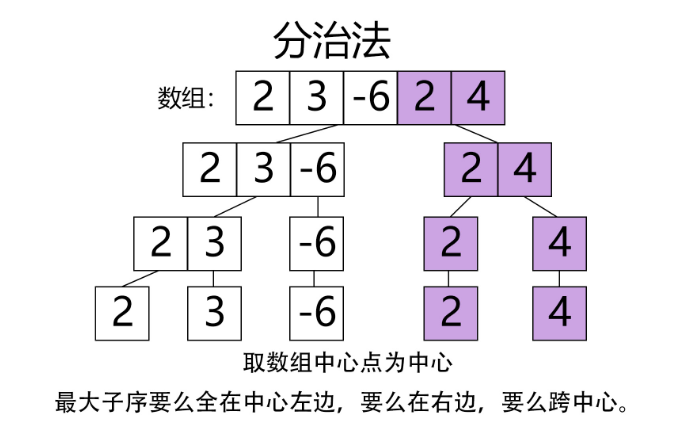 分治法
数组： 2 3 -6 2 4
2 3 -6 2 4
2 3 -6 2 4
2 3 -6 2 4
取数组中心点为中心
最大子序要么全在中心左边，要么在右边，要么跨中心。